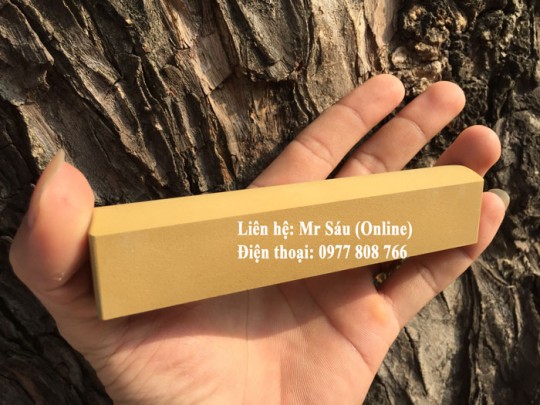 Liên hệ: Mr Sáu (Online)
Điện thoại: 0977 808 766